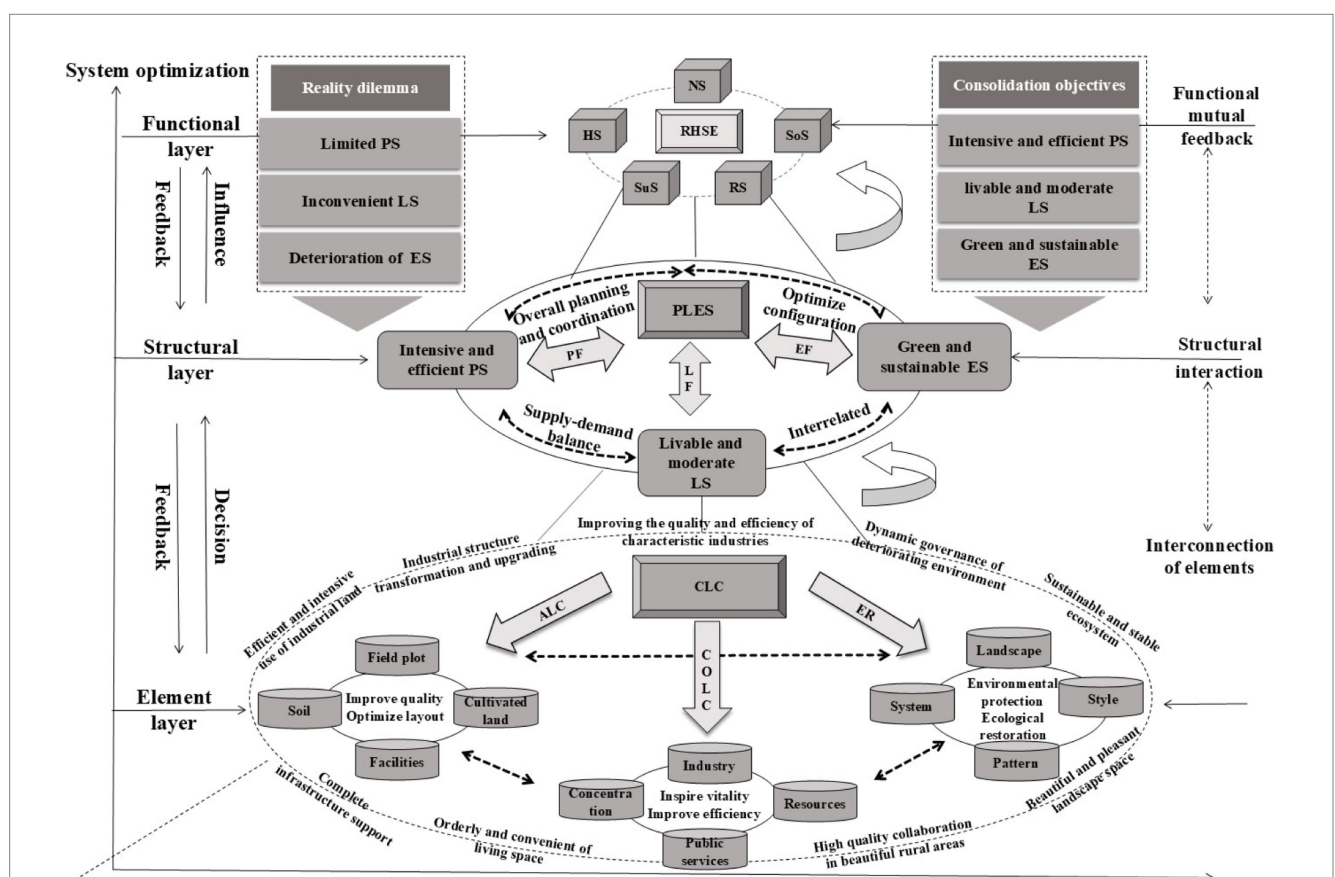 System optimization
Reality dilemma
Limited PS
Inconvenient LS
Deterioration of ES
NS
HS
RHSE
SoS
SuS
RS
Consolidation objectives
Intensive and efficient PS
livable and moderate
LS
Green and sustainable
ES
Functional
mutual
feedback
Functional
layer
Feedback
Influence
Overall planning
and coordination
PLES
Optimize
configuration
Structural
layer
Intensive and
efficient PS
PF
EF
LF
Green and
sustainable ES
Structural
interaction
Supply-demand
balance
Interrelated
Livable and
moderate
LS
Feedback
Decision
Improving the quality and efficiency of
characteristic industries
Industrial structure
transformation and upgrading
Dynamic governance of
deteriorating environment
Interconnection
of elements
Efficient and intensive
use of industrial land
Sustainable and stable
ecosystem
CLC
ALC
COLC
ER
Element
layer
Field plot
Soil
Improve quality
Optimize layout
Cultivated
land
Facilities
Landscape
System
Environmental
protection
Ecological
restoration
Style
Pattern
Industry
Concentra
tion
Inspire vitality
Improve efficiency
Resources
Public
services
Complete
infrastructure support
Orderly and convenient of
living space
High quality collaboration
in beautiful rural areas
Beautiful and pleasant
landscape space